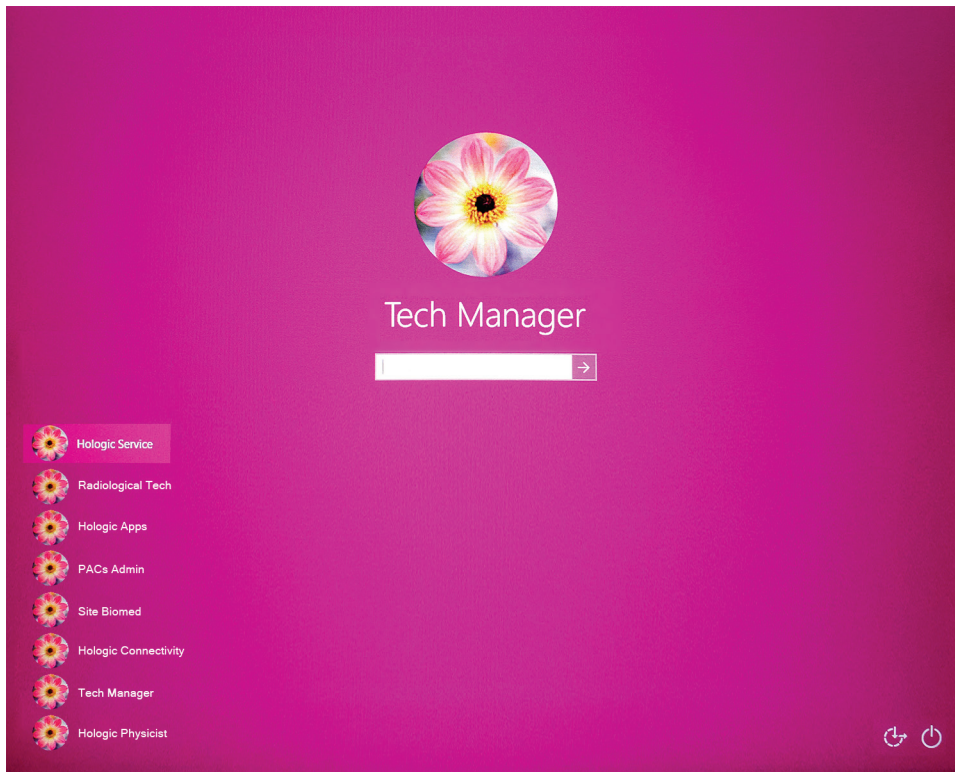 Tech Manager
Hologic Service
Radiological Tech
Hologic Apps
PACs Admin
Site Biomed
Hologic Connectivity
Tech Manager
Hologic Physicist